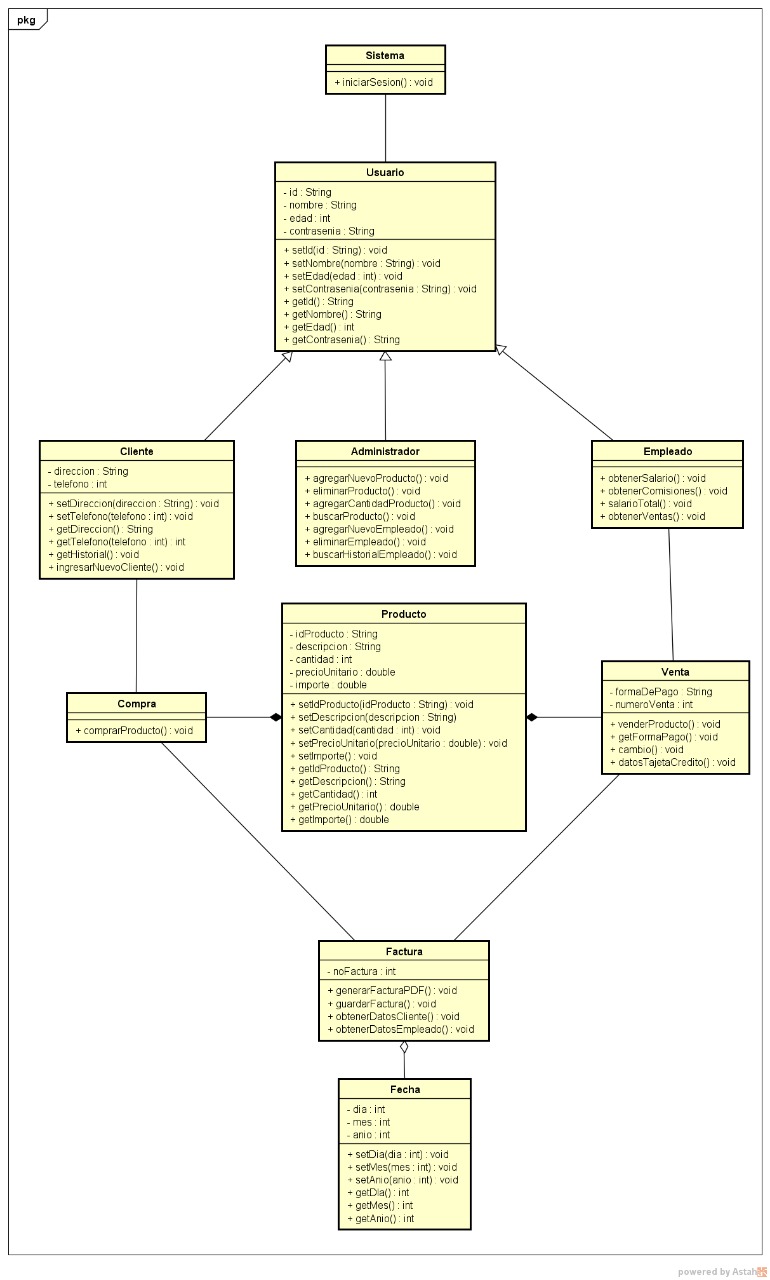 pkg
Sistema
+ iniciarSesion() : void
Usuario
- id : String
- nombre : String
- edad : int
- contrasenia : String
+ setId(id : String) : void
+ setNombre(nombre : String) : void
+ setEdad(edad : int) : void
+ setContrasenia(contrasenia : String) : void
+ getId() : String
+ getNombre() : String
+ getEdad() : int
+ getContrasenia() : String
Cliente
- direccion : String
- telefono : int
+ setDireccion(direccion : String) : void
+ setTelefono(telefono : int) : void
+ getDireccion() : String
+ getTelefono(telefono : int) : int
+ getHistorial() : void
+ ingresarNuevoCliente() : void
Administrador
+ agregarNuevoProducto() : void
+ eliminarProducto() : void
+ agregarCantidadProducto() : void
+ buscarProducto() : void
+ agregarNuevoEmpleado() : void
+ eliminarEmpleado() : void
+ buscarHistorialEmpleado() : void
Empleado
+ obtenerSalario() : void
+ obtenerComisiones() : void
+ salarioTotal() : void
+ obtenerVentas() : void
Producto
- idProducto : String
- descripcion : String
- cantidad : int
- precioUnitario : double
- importe : double
+ setIdProducto(idProducto : String) : void
+ setDescripcion(descripcion : String)
+ setCantidad(cantidad : int) : void
+ setPrecioUnitario(precioUnitario : double) : void
+ setImporte() : void
+ getIdProducto() : String
+ getDescripcion() : String
+ getCantidad() : int
+ getPrecioUnitario() : double
+ getImporte() : double
Compra
+ comprarProducto() : void
Venta
- formaDePago : String
- numeroVenta : int
+ venderProducto() : void
+ getFormaPago() : void
+ cambio() : void
+ datosTajetaCredito() : void
Factura
- noFactura : int
+ generarFacturaPDF() : void
+ guardarFactura() : void
+ obtenerDatosCliente() : void
+ obtenerDatosEmpleado() : void
Fecha
- dia : int
- mes : int
- anio : int
+ setDia(dia : int) : void
+ setMes(mes : int) : void
+ setAnio(anio : int) : void
+ getDIa() : int
+ getMes() : int
+ getAnio() : int
powered by Astah